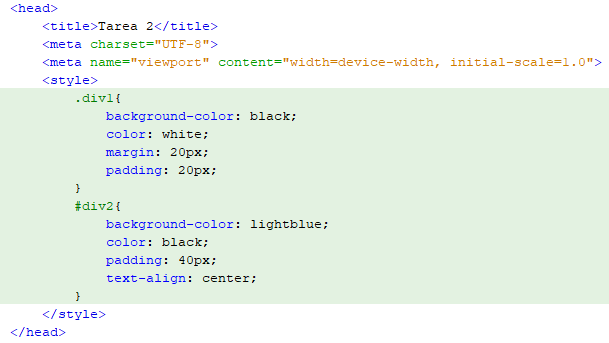 <head>
    <title>Tarea 2</title>
    <meta charset="UTF-8">
    <meta name="viewport" content="width=device-width, initial-scale=1.0">
    <style>
        .div1{
            background-color: black;
            color: white;
            margin: 20px;
            padding: 20px;
        }
        #div2{
            background-color: lightblue;
            color: black;
            padding: 40px;
            text-align: center;
        }
    </style>
</head>